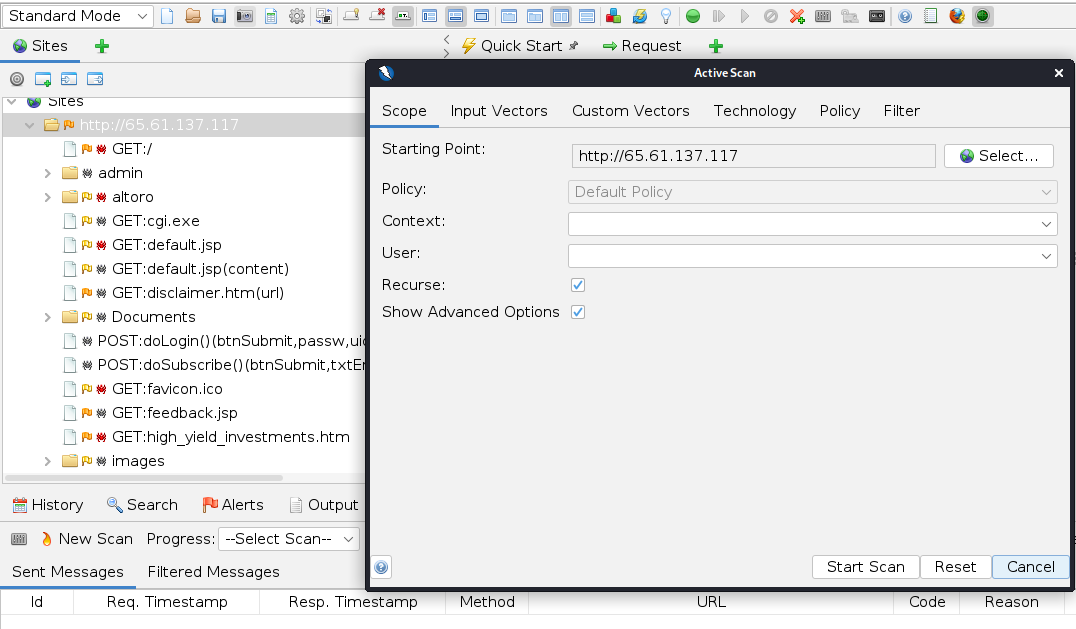 Standard Mode
Sites
Quick Start
Request
Active Scan
Sites
http://65.61.137.117
GET:/
admin
altoro
GET:cgi.exe
GET:default.jsp
GET:default.jsp(content)
GET:disclaimer.htm(url)
Documents
POST:doLogin()(btnSubmit,passw,
POST:doSubscribe()(btnSubmit,
GET:favicon.ico
GET:feedback.jsp
GET:high_yield_investments.htm
images
Scope Input Vectors Custom Vectors Technology Policy Filter
Starting Point: http://65.61.137.117 Select...
Policy: Default Policy
Context:
User:
Recurse:
Show Advanced Options
Start Scan Reset Cancel
History Search Alerts Output
New Scan Progress: --Select Scan--
Sent Messages Filtered Messages
Id Req. Timestamp Resp. Timestamp Method URL Code Reason